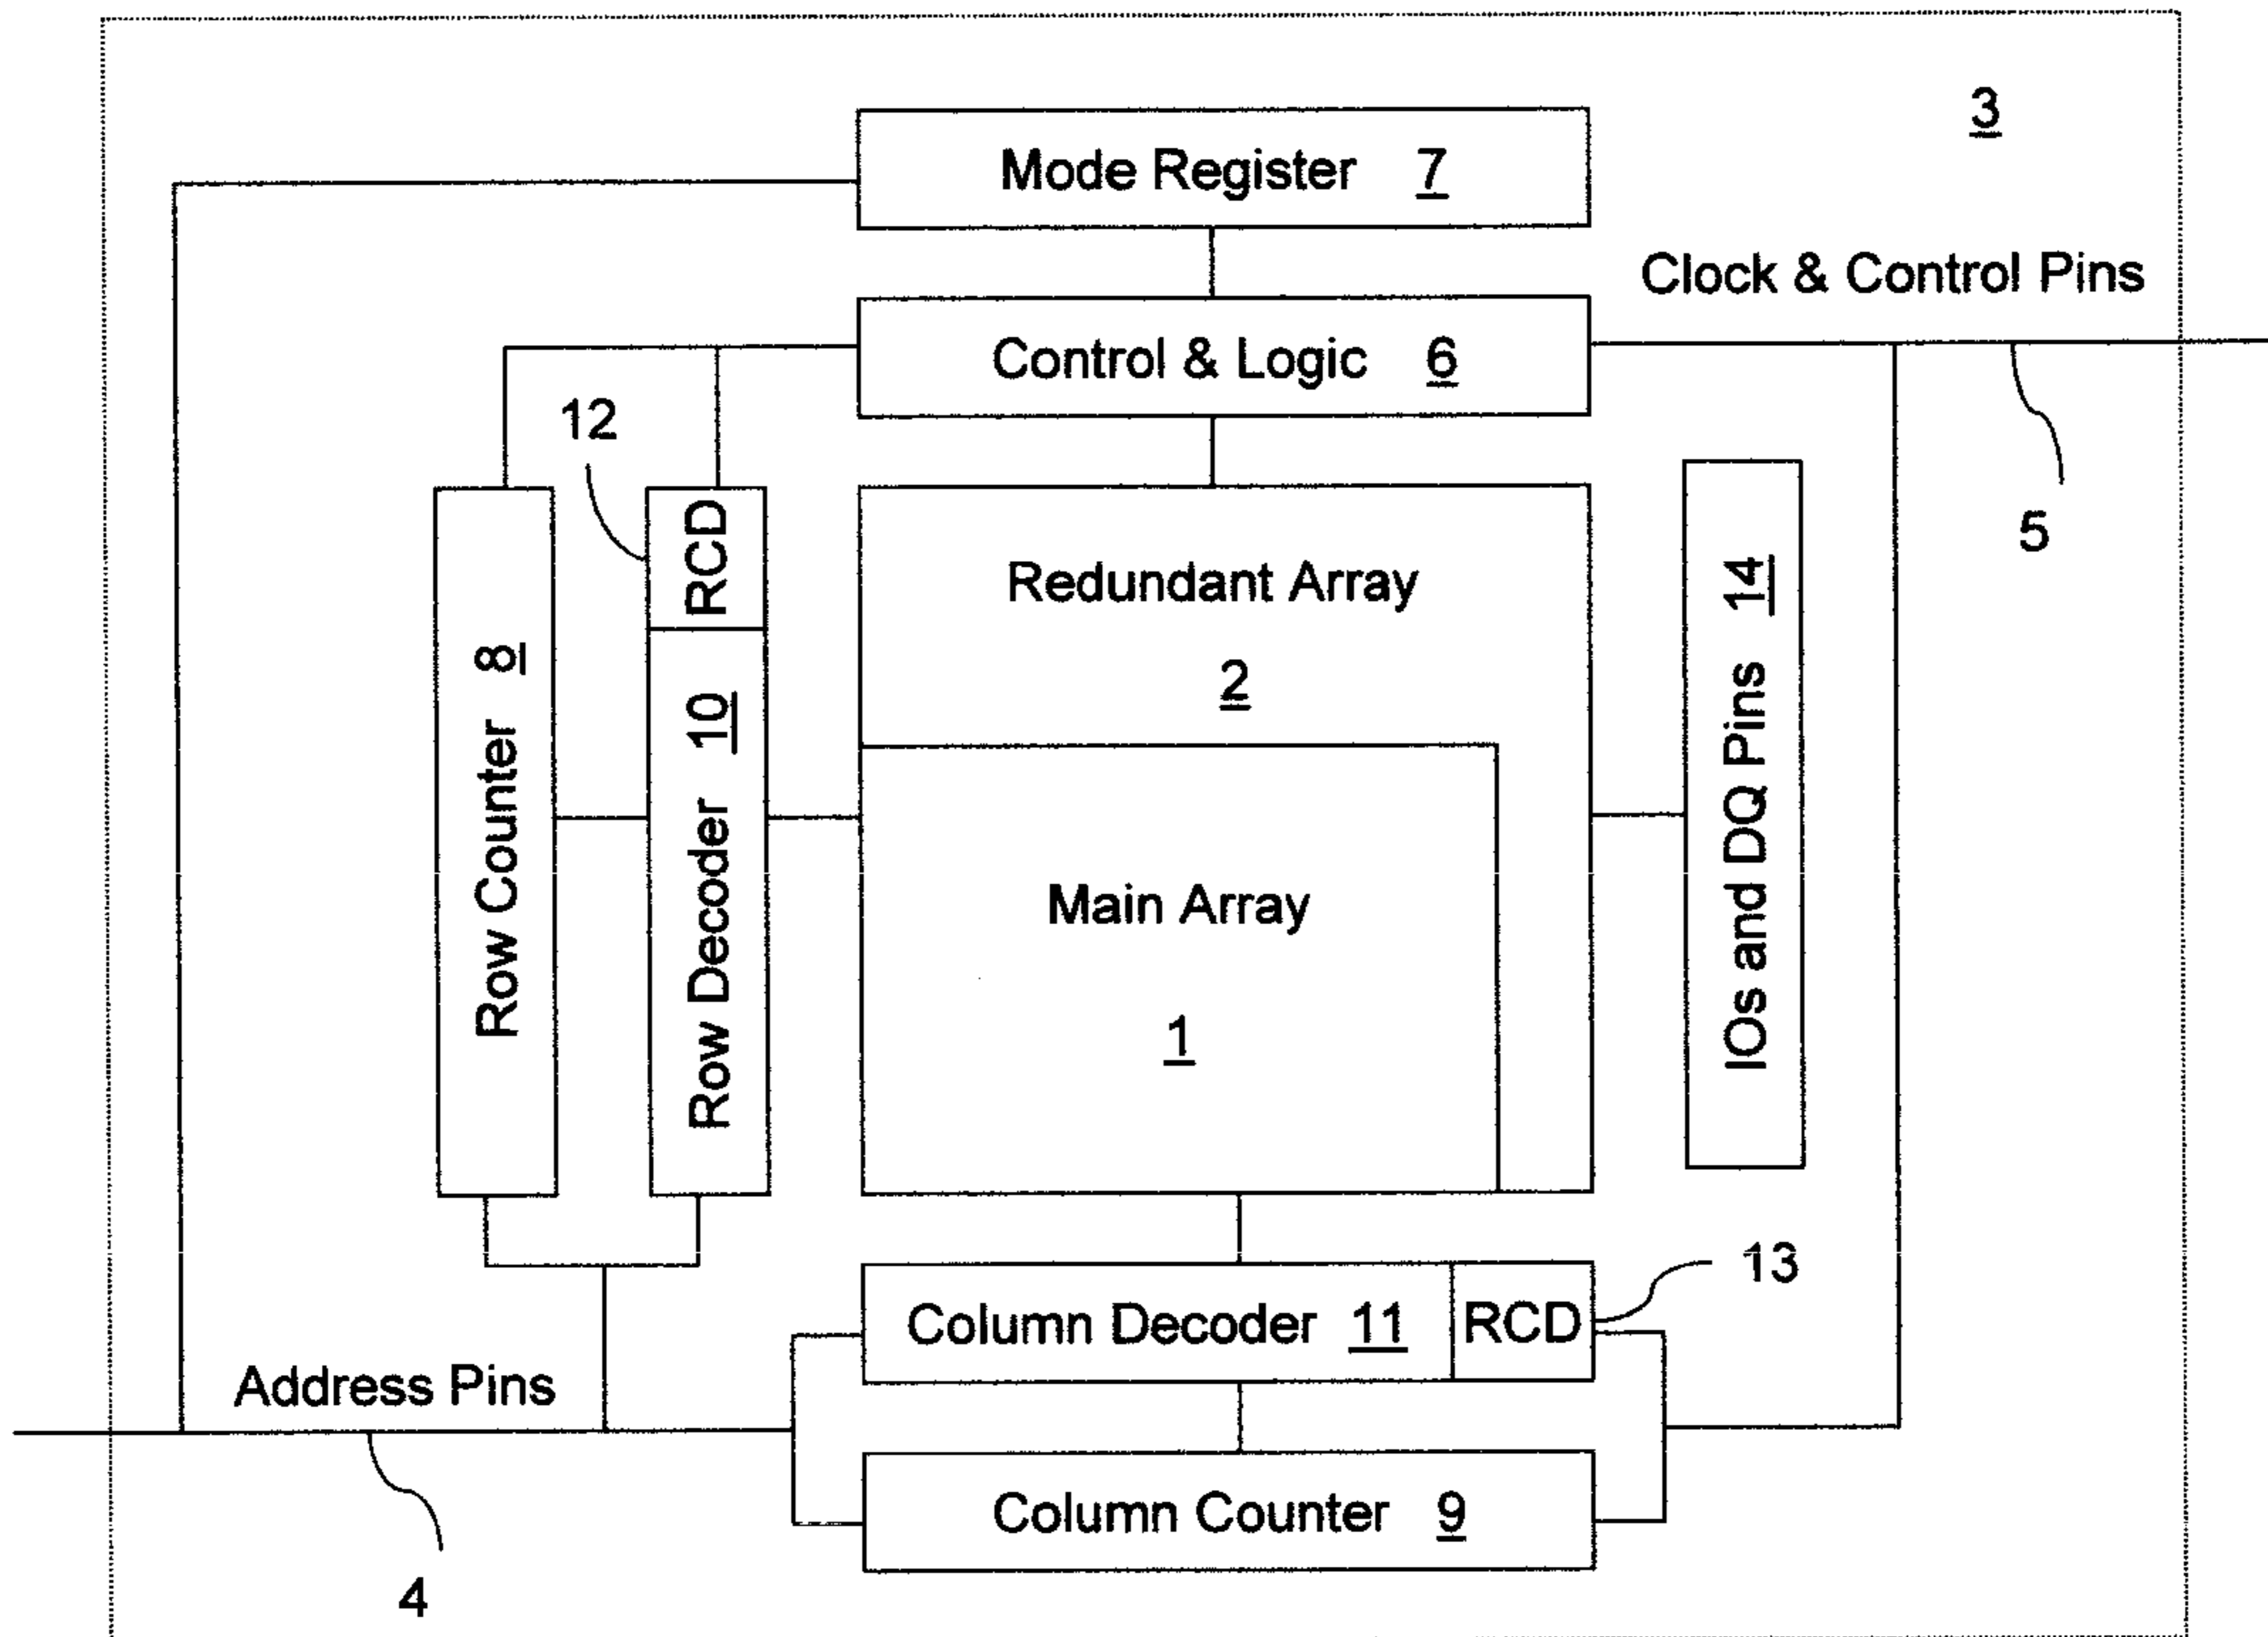 3
Mode Register 7
Clock & Control Pins
Control & Logic 6
12
5
RCD
Redundant Array
2
IOs and DQ Pins 14
Row Counter 8
Row Decoder 10
Main Array
1
13
Column Decoder 11
RCD
Address Pins
Column Counter 9
4